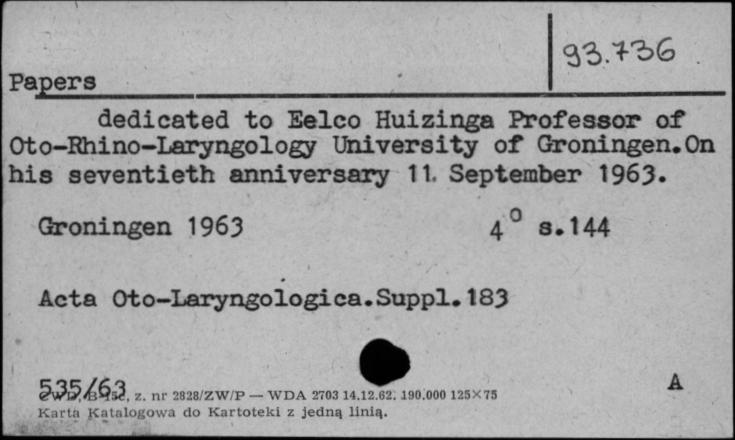 93.736
Papers
dedicated to Eelco Huizinga Professor of
Oto-Rhino-Laryngology University of Groningen.On
his seventieth anniversary 11. September 1963.
Groningen 1963 4° s.144
Acta Oto-Laryngologica.Suppl.183
535/63 A
z. nr 2828/ZW/P — WDA 2703 14.12.62. 190.000 125×75
Karta Katalogowa do Kartoteki z jedną linią.